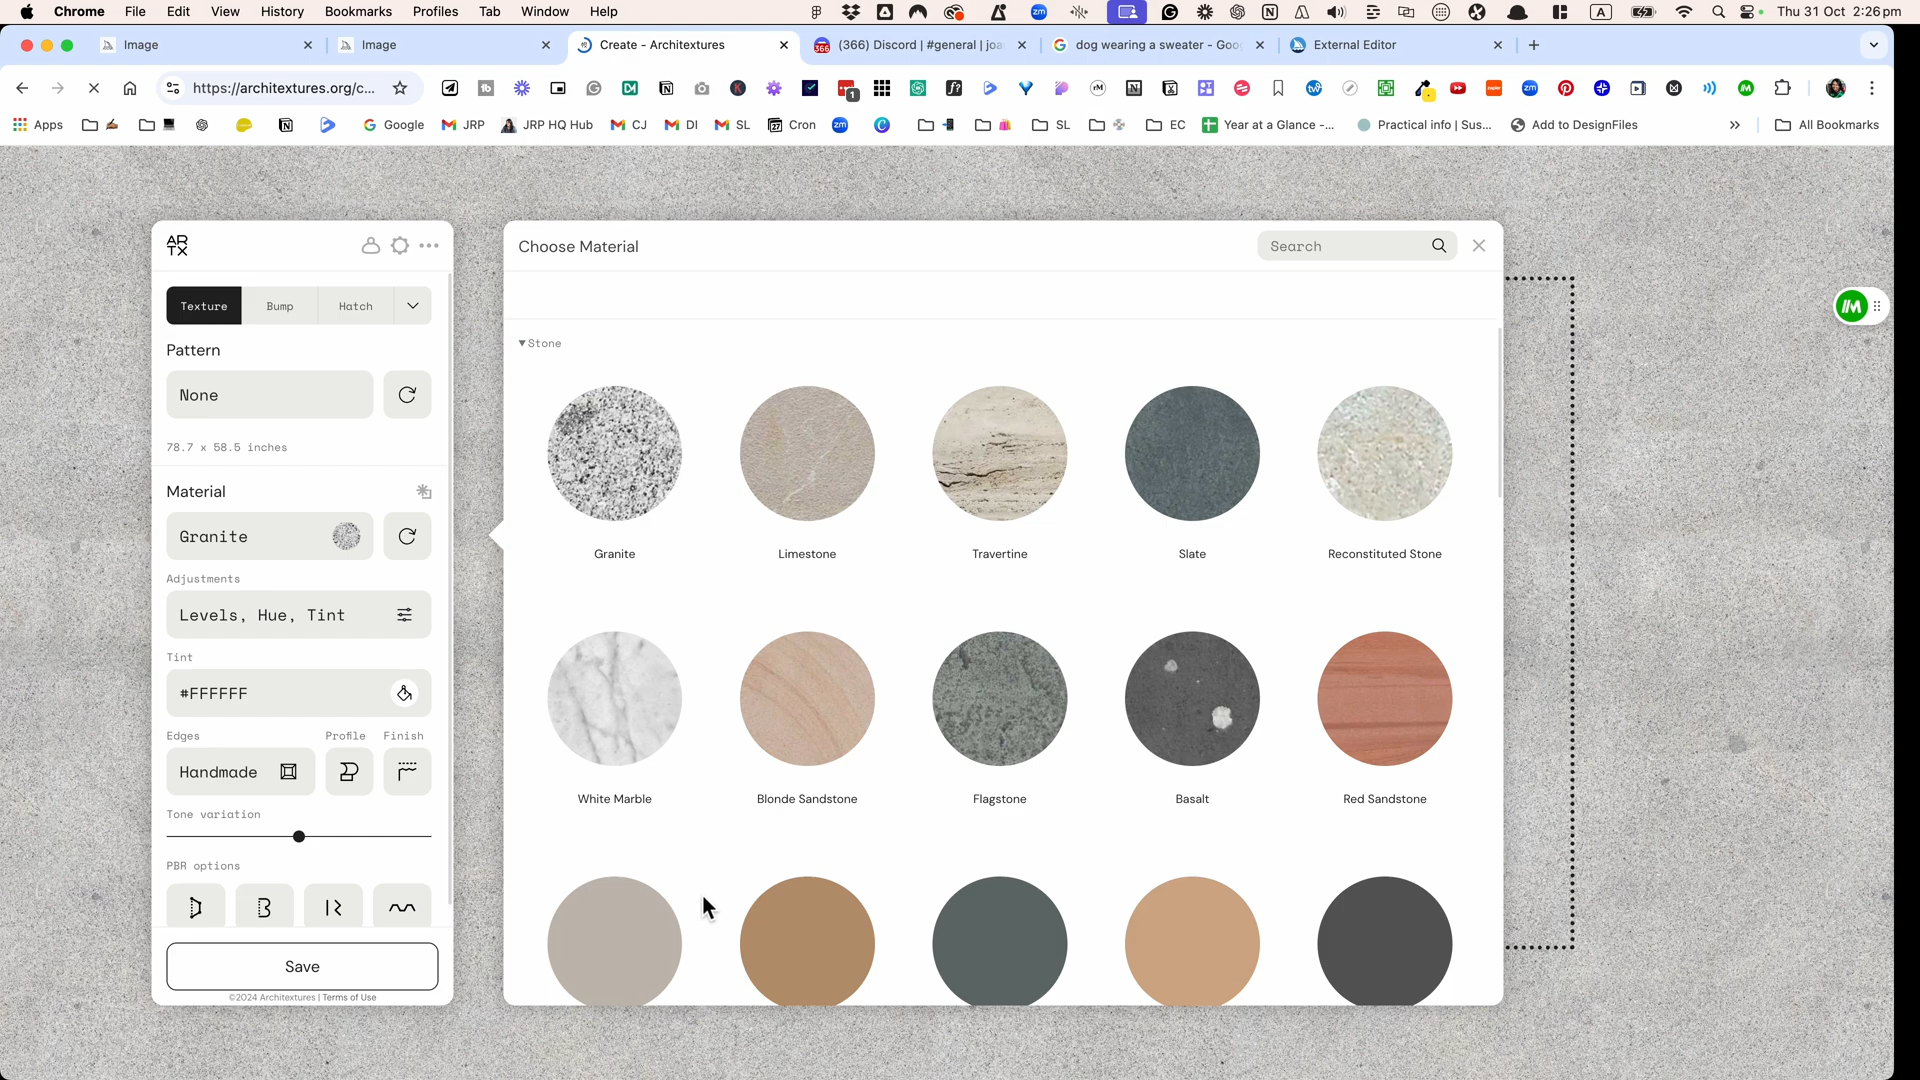 Chrome File Edit View History Bookmarks Profiles Tab Window Help
A Thu 31 Oct 2:26 pm
Image
Image
Create - Architextures
(366) Discord | #general | joa
dog wearing a sweater - Goo
External Editor
https://architextures.org/c...
Apps
Google
JRP
JRP HQ Hub
CJ
DI
SL
Cron
SL
EC
Year at a Glance -...
Practical info | Sus...
Add to DesignFiles
All Bookmarks
AR
TX
Texture
Bump
Hatch
Pattern
None
78.7 x 58.5 inches
Material
Granite
Adjustments
Levels, Hue, Tint
Tint
#FFFFFF
Edges
Profile
Finish
Handmade
Tone variation
PBR options
Save
©2024 Architextures | Terms of Use
Choose Material
Search
▼Stone
Granite
Limestone
Travertine
Slate
Reconstituted Stone
White Marble
Blonde Sandstone
Flagstone
Basalt
Red Sandstone